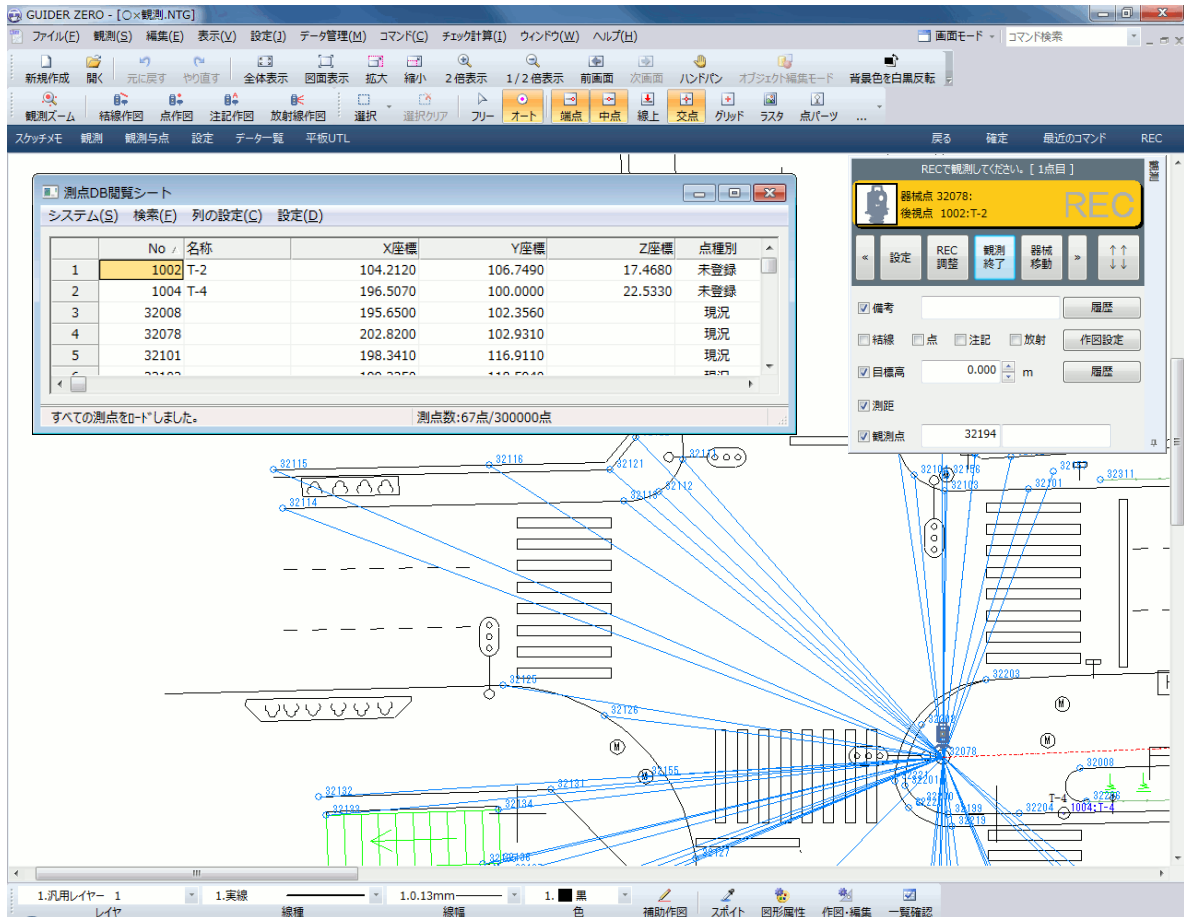 GUIDER ZERO - [○×観測.NTG]
ファイル(F) 観測(S) 編集(E) 表示(V) 設定(J) データ管理(M) コマンド(C) チェック計算(I) ウィンドウ(W) ヘルプ(H) 画面モード コマンド検索
新規作成 開く 元に戻す やり直す 全体表示 図面表示 拡大 縮小 2倍表示 1/2倍表示 前画面 次画面 ハンドパン オブジェクト編集モード 背景色を白黒反転
観測ズーム 結線作図 点作図 注記作図 放射線作図 選択 選択クリア フリー オート 端点 中点 線上 交点 グリッド ラスタ 点パーツ ...
スケッチメモ 観測 観測与点 設定 データ一覧 平板UTL 戻る 確定 最近のコマンド REC
測点DB閲覧シート
システム(S) 検索(F) 列の設定(C) 設定(D)
No 名称 X座標 Y座標 Z座標 点種別
1 1002 T-2 104.2120 106.7490 17.4680 未登録
2 1004 T-4 196.5070 100.0000 22.5330 未登録
3 32008 195.6500 102.3560 現況
4 32078 202.8200 102.9310 現況
5 32101 198.3410 116.9110 現況
すべての測点をロードしました。 測点数:67点/300000点
RECで観測してください。[ 1点目 ]
器械点 32078:
後視点 1002:T-2
REC
« 設定 REC調整 観測終了 器械移動 » ↑↑↓↓
備考 履歴
結線 点 注記 放射 作図設定
目標高 0.000 m 履歴
測距
観測点 32194
32115
32116
32121
32111
32104
32156
32311
32114
32113
32112
32103
32101
32125
32203
32126
32078
32155
32008
32132
32131
32133
32134
32201
32199
32204
T-4
1004:T-4
32219
32127
1.汎用レイヤー 1 1.実線 1.0.13mm 1. 黒
レイヤ 線種 線幅 色 補助作図 スポイト 図形属性 作図・編集 一覧確認